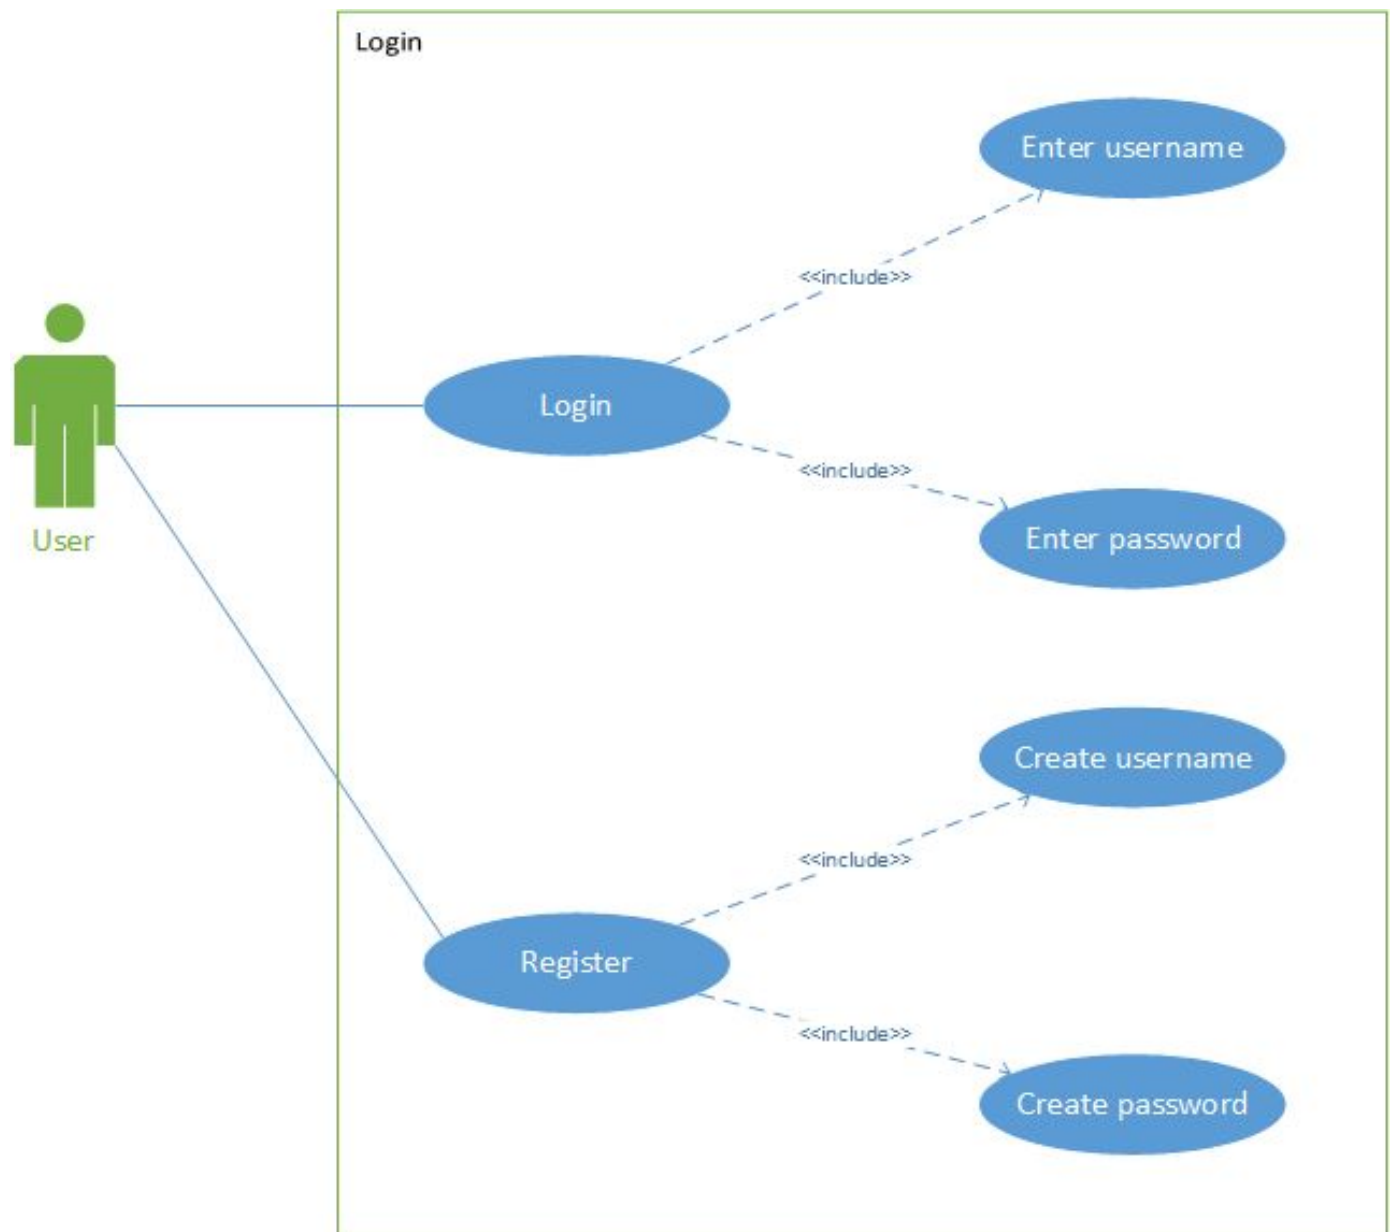 Login
Enter username
<<include>>
Login
<<include>>
Enter password
User
Create username
<<include>>
Register
<<include>>
Create password